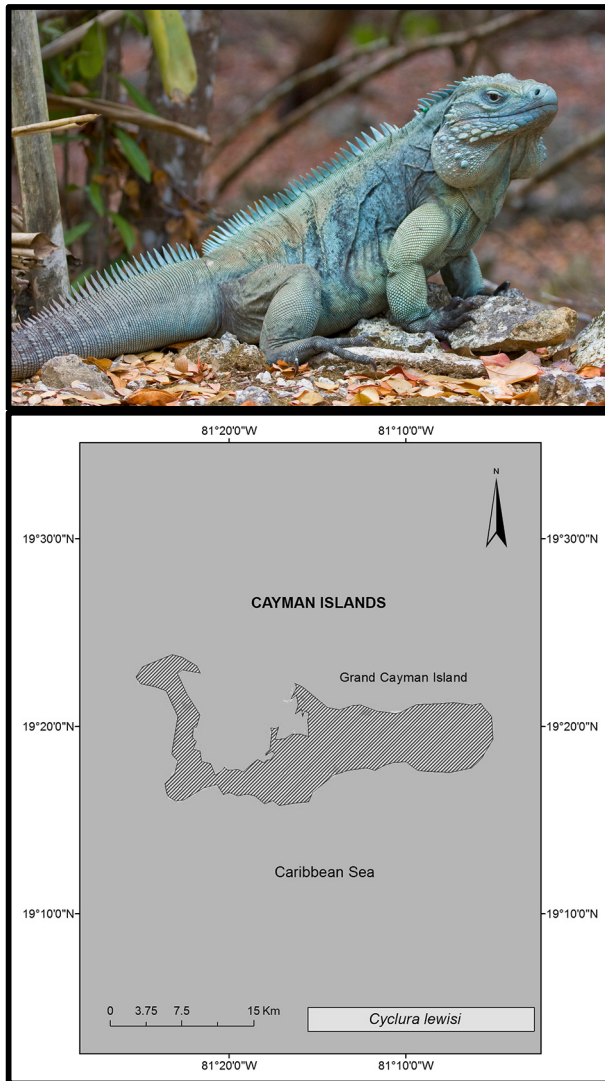 81°20'0"W 81°10'0"W
N
19°30'0"N 19°30'0"N
CAYMAN ISLANDS
Grand Cayman Island
19°20'0"N 19°20'0"N
Caribbean Sea
19°10'0"N 19°10'0"N
0 3.75 7.5 15 Km
Cyclura lewisi
81°20'0"W 81°10'0"W